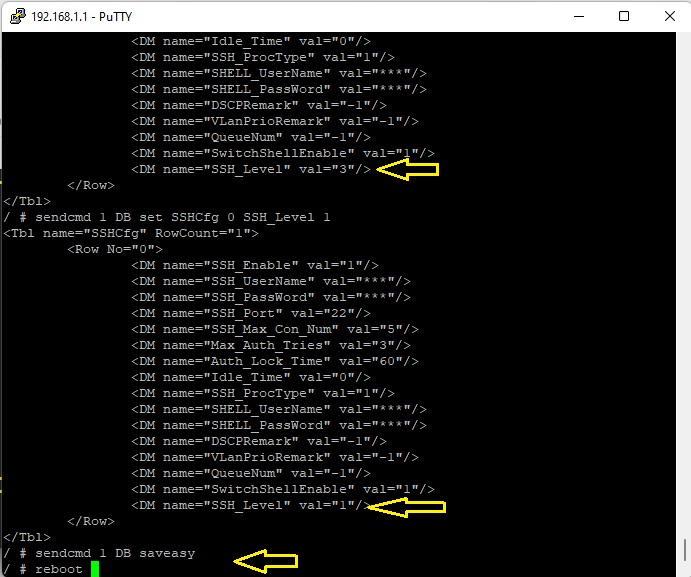 192.168.1.1 - PuTTY
<DM name="Idle_Time" val="0"/>
<DM name="SSH_ProcType" val="1"/>
<DM name="SHELL_UserName" val="***"/>
<DM name="SHELL_PassWord" val="***"/>
<DM name="DSCPRemark" val="-1"/>
<DM name="VLanPrioRemark" val="-1"/>
<DM name="QueueNum" val="-1"/>
<DM name="SwitchShellEnable" val="1"/>
<DM name="SSH_Level" val="3"/>
</Row>
</Tbl>
/ # sendcmd 1 DB set SSHCfg 0 SSH_Level 1
<Tbl name="SSHCfg" RowCount="1">
<Row No="0">
<DM name="SSH_Enable" val="1"/>
<DM name="SSH_UserName" val="***"/>
<DM name="SSH_PassWord" val="***"/>
<DM name="SSH_Port" val="22"/>
<DM name="SSH_Max_Con_Num" val="5"/>
<DM name="Max_Auth_Tries" val="3"/>
<DM name="Auth_Lock_Time" val="60"/>
<DM name="Idle_Time" val="0"/>
<DM name="SSH_ProcType" val="1"/>
<DM name="SHELL_UserName" val="***"/>
<DM name="SHELL_PassWord" val="***"/>
<DM name="DSCPRemark" val="-1"/>
<DM name="VLanPrioRemark" val="-1"/>
<DM name="QueueNum" val="-1"/>
<DM name="SwitchShellEnable" val="1"/>
<DM name="SSH_Level" val="1"/>
</Row>
</Tbl>
/ # sendcmd 1 DB saveasy
/ # reboot